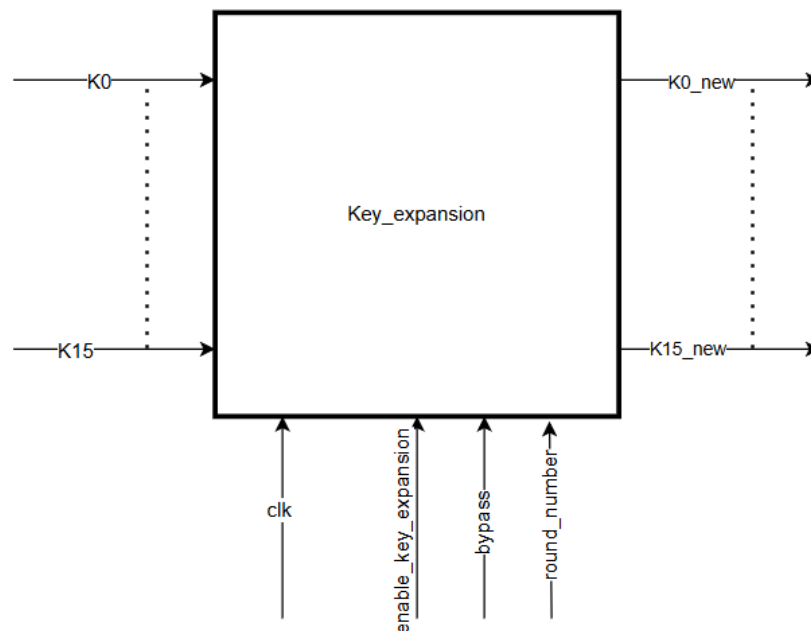 K0
K0_new
Key_expansion
K15
K15_new
clk
enable_key_expansion
bypass
round_number